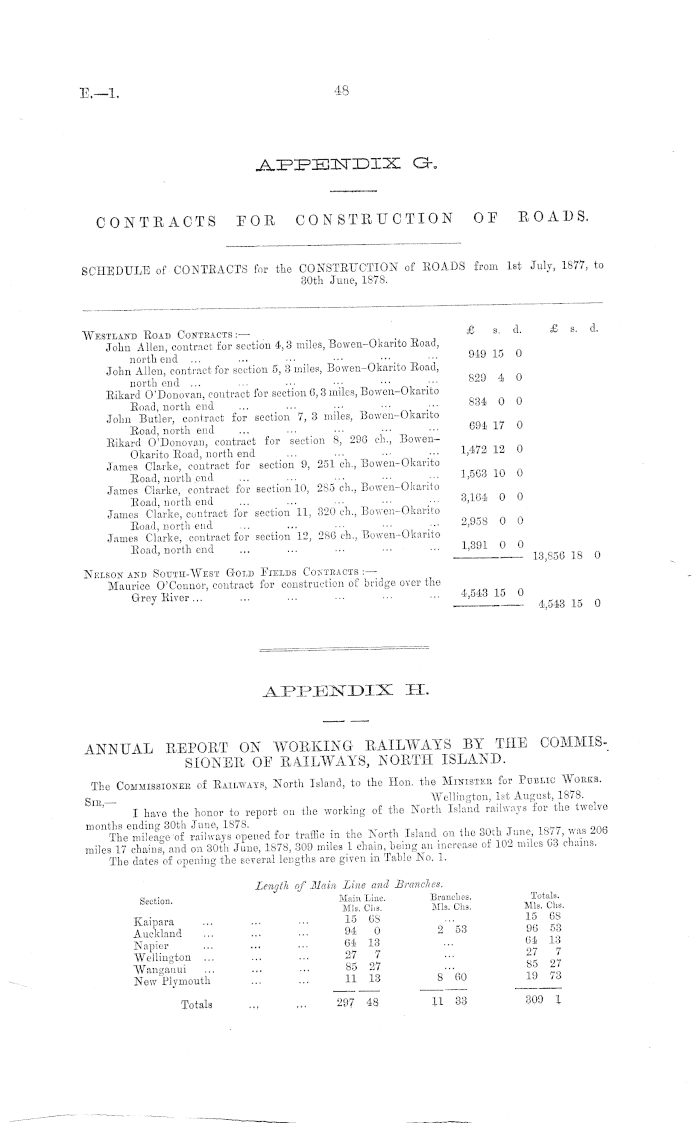 E.—1.
48
APPENDIX G.
CONTRACTS FOR CONSTRUCTION OF ROADS.
SCHEDULE of CONTRACTS for the CONSTRUCTION of ROADS from 1st July, 1877, to
30th June, 1878.
£ s. d. £ s. d.
WESTLAND ROAD CONTRACTS:—
John Allen, contract for section 4, 3 miles, Bowen-Okarito Road,
north end ... ... ... ... ... ... 949 15 0
John Allen, contract for section 5, 3 miles, Bowen-Okarito Road,
north end ... ... ... ... ... ... 829 4 0
Rikard O'Donovan, contract for section 6, 3 miles, Bowen-Okarito
Road, north end ... ... ... ... ... 834 0 0
John Butler, contract for section 7, 3 miles, Bowen-Okarito
Road, north end ... ... ... ... ... 694 17 0
Rikard O'Donovan, contract for section 8, 296 ch., Bowen-
Okarito Road, north end ... ... ... ... 1,472 12 0
James Clarke, contract for section 9, 251 ch., Bowen-Okarito
Road, north end ... ... ... ... ... 1,563 10 0
James Clarke, contract for section 10, 285 ch., Bowen-Okarito
Road, north end ... ... ... ... ... 3,164 0 0
James Clarke, contract for section 11, 320 ch., Bowen-Okarito
Road, north end ... ... ... ... ... 2,958 0 0
James Clarke, contract for section 12, 286 ch., Bowen-Okarito
Road, north end ... ... ... ... ... 1,391 0 0
13,856 18 0
NELSON AND SOUTH-WEST GOLD FIELDS CONTRACTS:—
Maurice O'Connor, contract for construction of bridge over the
Grey River ... ... ... ... ... ... 4,543 15 0
4,543 15 0
APPENDIX H.
ANNUAL REPORT ON WORKING RAILWAYS BY THE COMMIS-
SIONER OF RAILWAYS, NORTH ISLAND.
The COMMISSIONER of RAILWAYS, North Island, to the Hon. the MINISTER for PUBLIC WORKS.
SIR,— Wellington, 1st August, 1878.
I have the honor to report on the working of the North Island railways for the twelve
months ending 30th June, 1878.
The mileage of railways opened for traffic in the North Island on the 30th June, 1877, was 206
miles 17 chains, and on 30th June, 1878, 309 miles 1 chain, being an increase of 102 miles 63 chains.
The dates of opening the several lengths are given in Table No. 1.
Length of Main Line and Branches.
Section. Main Line. Branches. Totals.
Mls. Chs. Mls. Chs. Mls. Chs.
Kaipara ... ... ... 15 68 ... 15 68
Auckland ... ... ... 94 0 2 53 96 53
Napier ... ... ... 64 13 ... 64 13
Wellington ... ... ... 27 7 ... 27 7
Wanganui ... ... ... 85 27 ... 85 27
New Plymouth ... ... 11 13 8 60 19 73
Totals ... ... 297 48 11 33 309 1